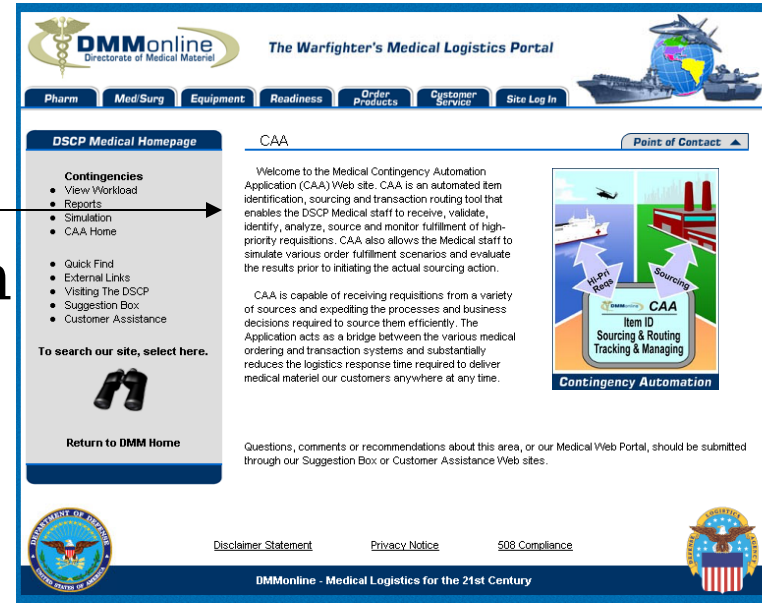 DMMonline
Directorate of Medical Materiel
The Warfighter's Medical Logistics Portal
Pharm
Med/Surg
Equipment
Readiness
Order Products
Customer Service
Site Log In
DSCP Medical Homepage
Contingencies
● View Workload
● Reports
● Simulation
● CAA Home
● Quick Find
● External Links
● Visiting The DSCP
● Suggestion Box
● Customer Assistance
To search our site, select here.
Return to DMM Home
n
CAA
Point of Contact
Welcome to the Medical Contingency Automation
Application (CAA) Web site. CAA is an automated item
identification, sourcing and transaction routing tool that
enables the DSCP Medical staff to receive, validate,
identify, analyze, source and monitor fulfillment of high-
priority requisitions. CAA also allows the Medical staff to
simulate various order fulfillment scenarios and evaluate
the results prior to initiating the actual sourcing action.
CAA is capable of receiving requisitions from a variety
of sources and expediting the processes and business
decisions required to source them efficiently. The
Application acts as a bridge between the various medical
ordering and transaction systems and substantially
reduces the logistics response time required to deliver
medical materiel our customers anywhere at any time.
Hi-Pri
Reqs
Sourcing
DMMonline CAA
Item ID
Sourcing & Routing
Tracking & Managing
Contingency Automation
Questions, comments or recommendations about this area, or our Medical Web Portal, should be submitted
through our Suggestion Box or Customer Assistance Web sites.
DEPARTMENT OF DEFENSE
UNITED STATES OF AMERICA
Disclaimer Statement
Privacy Notice
508 Compliance
DEFENSE LOGISTICS AGENCY
DMMonline - Medical Logistics for the 21st Century